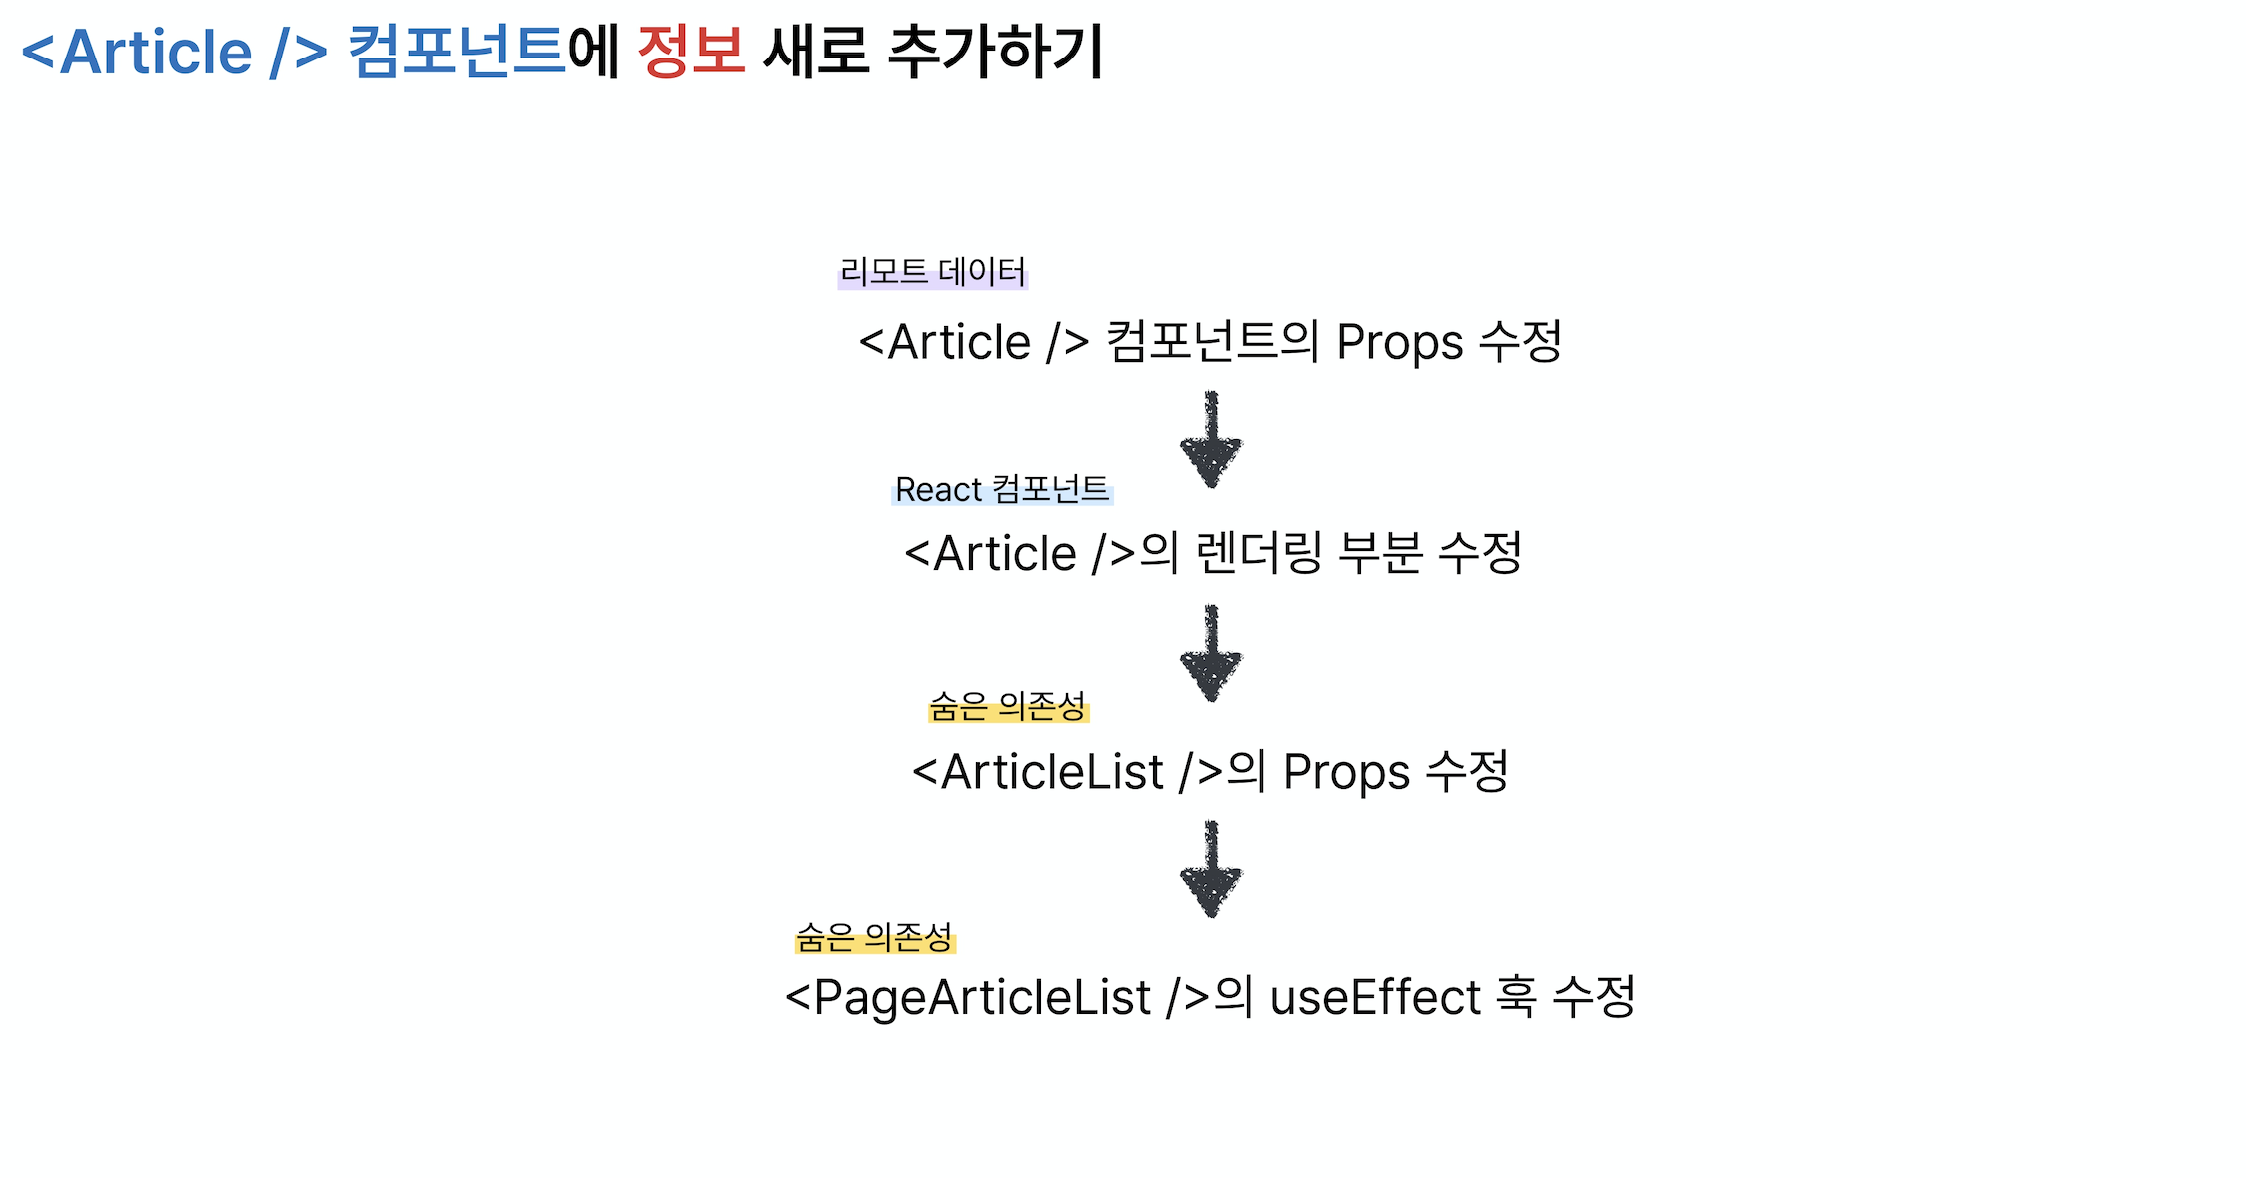 <Article /> 컴포넌트에 정보 새로 추가하기
리모트 데이터
<Article /> 컴포넌트의 Props 수정
React 컴포넌트
<Article />의 렌더링 부분 수정
숨은 의존성
<ArticleList />의 Props 수정
숨은 의존성
<PageArticleList />의 useEffect 훅 수정